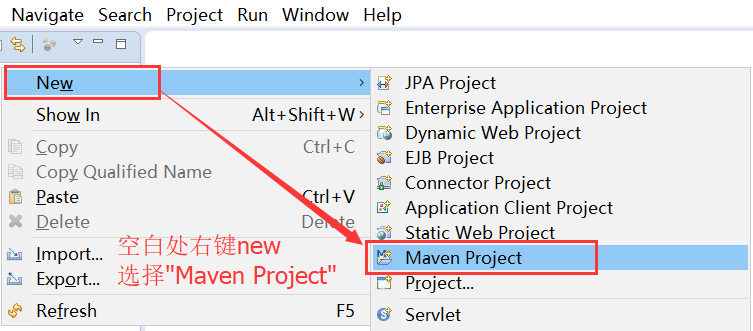 Navigate Search Project Run Window Help
New
Show In Alt+Shift+W
Copy Ctrl+C
Copy Qualified Name
Paste Ctrl+V
Delete Delete
Import...
Export...
Refresh F5
空白处右键new
选择"Maven Project"
JPA Project
Enterprise Application Project
Dynamic Web Project
EJB Project
Connector Project
Application Client Project
Static Web Project
Maven Project
Project...
Servlet